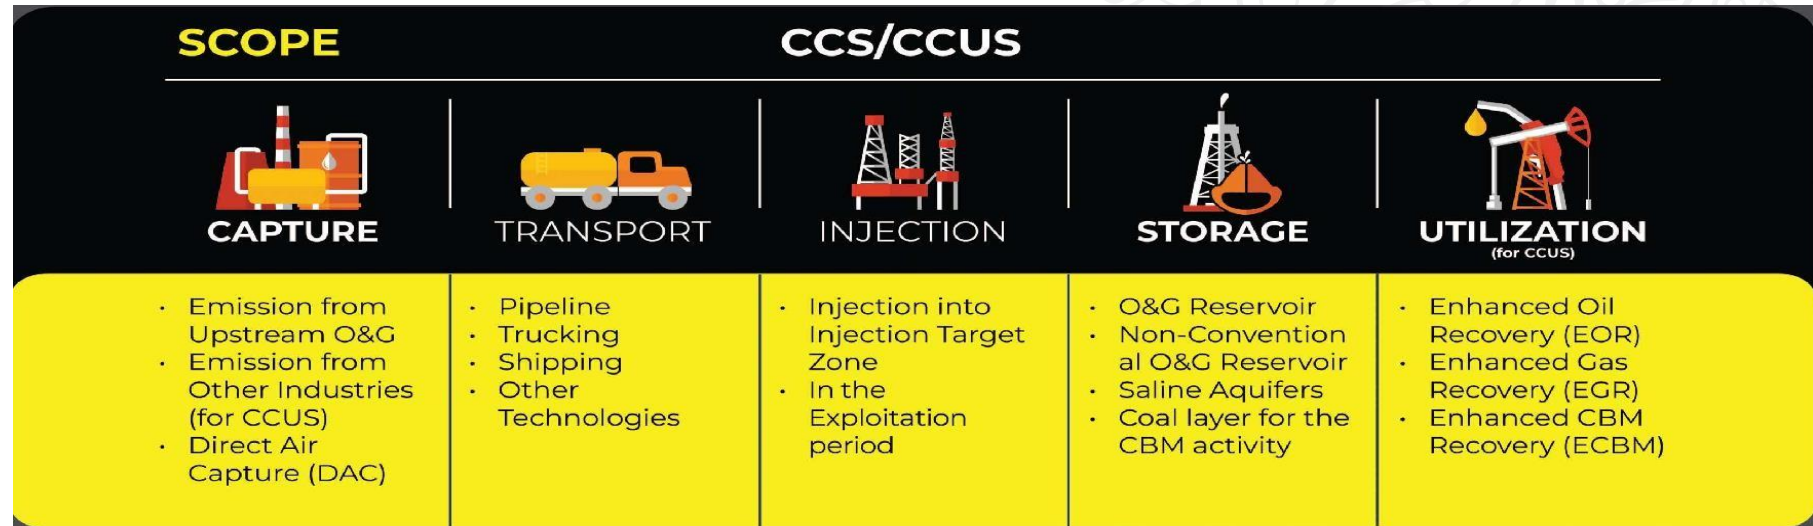 SCOPE
CCS/CCUS
CAPTURE
TRANSPORT
INJECTION
STORAGE
UTILIZATION
(for CCUS)
· Emission from
Upstream O&G
· Emission from
Other Industries
(for CCUS)
· Direct Air
Capture (DAC)
· Pipeline
· Trucking
· Shipping
· Other
Technologies
· Injection into
Injection Target
Zone
· In the
Exploitation
period
· O&G Reservoir
· Non-Convention
al O&G Reservoir
· Saline Aquifers
· Coal layer for the
CBM activity
· Enhanced Oil
Recovery (EOR)
· Enhanced Gas
Recovery (EGR)
· Enhanced CBM
Recovery (ECBM)